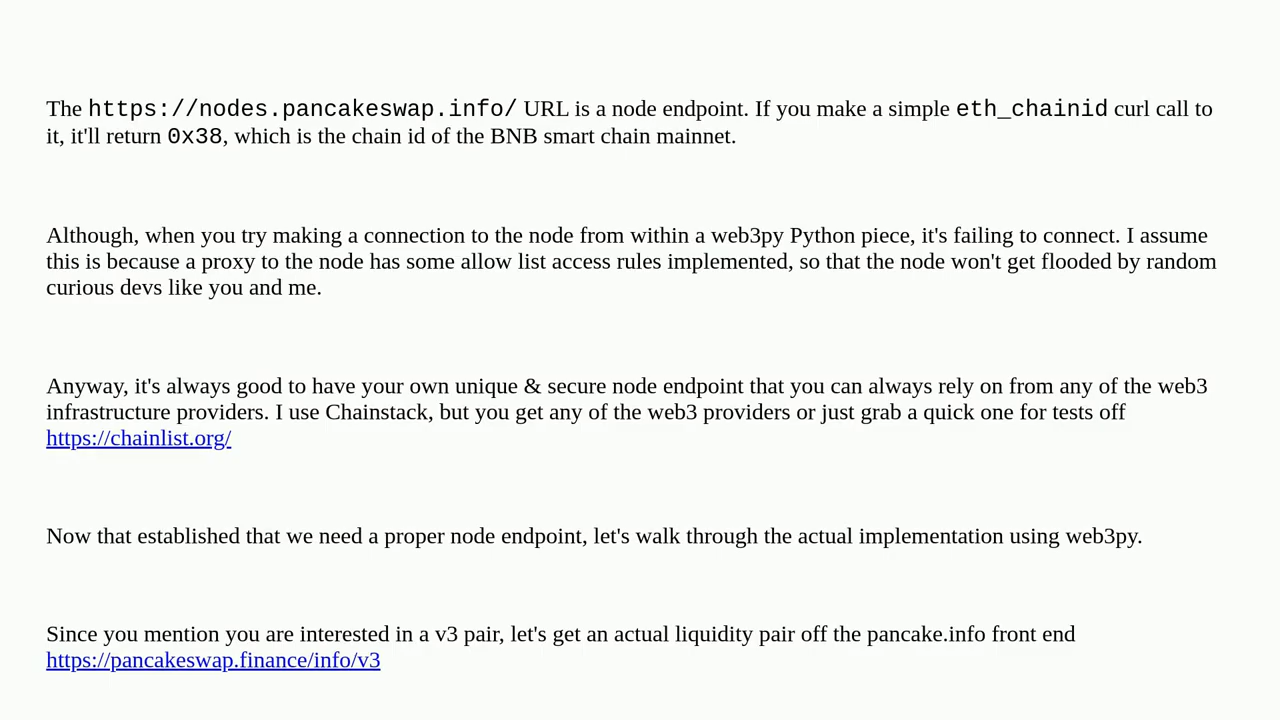 The https://nodes.pancakeswap.info/ URL is a node endpoint. If you make a simple eth_chainid curl call to
it, it'll return 0x38, which is the chain id of the BNB smart chain mainnet.
Although, when you try making a connection to the node from within a web3py Python piece, it's failing to connect. I assume
this is because a proxy to the node has some allow list access rules implemented, so that the node won't get flooded by random
curious devs like you and me.
Anyway, it's always good to have your own unique & secure node endpoint that you can always rely on from any of the web3
infrastructure providers. I use Chainstack, but you get any of the web3 providers or just grab a quick one for tests off
https://chainlist.org/
Now that established that we need a proper node endpoint, let's walk through the actual implementation using web3py.
Since you mention you are interested in a v3 pair, let's get an actual liquidity pair off the pancake.info front end
https://pancakeswap.finance/info/v3